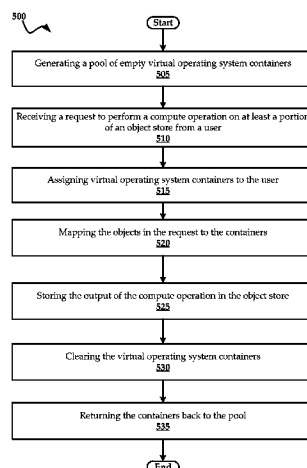 500
Start
Generating a pool of empty virtual operating system containers
505
Receiving a request to perform a compute operation on at least a portion
of an object store from a user
510
Assigning virtual operating system containers to the user
515
Mapping the objects in the request to the containers
520
Storing the output of the compute operation in the object store
525
Clearing the virtual operating system containers
530
Returning the containers back to the pool
535
End